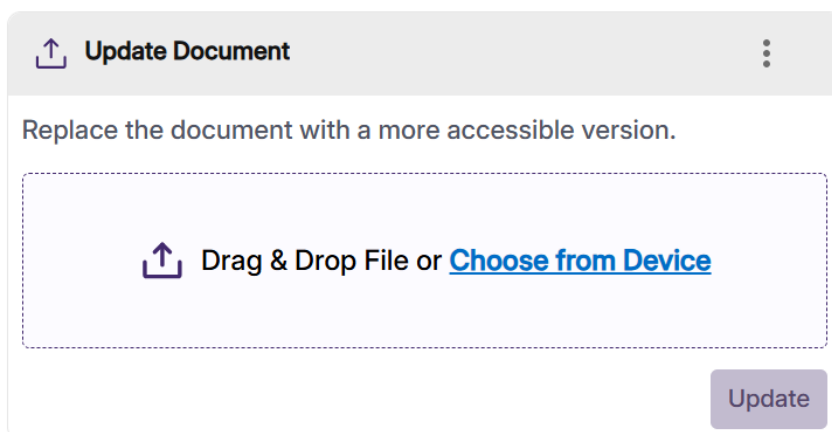 Update Document
Replace the document with a more accessible version.
Drag & Drop File or Choose from Device
Update